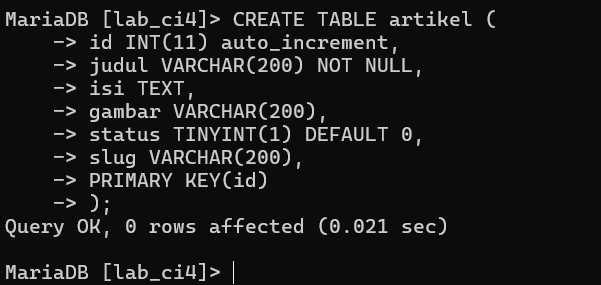 MariaDB [lab_ci4]> CREATE TABLE artikel (
    -> id INT(11) auto_increment,
    -> judul VARCHAR(200) NOT NULL,
    -> isi TEXT,
    -> gambar VARCHAR(200),
    -> status TINYINT(1) DEFAULT 0,
    -> slug VARCHAR(200),
    -> PRIMARY KEY(id)
    -> );
Query OK, 0 rows affected (0.021 sec)
MariaDB [lab_ci4]>